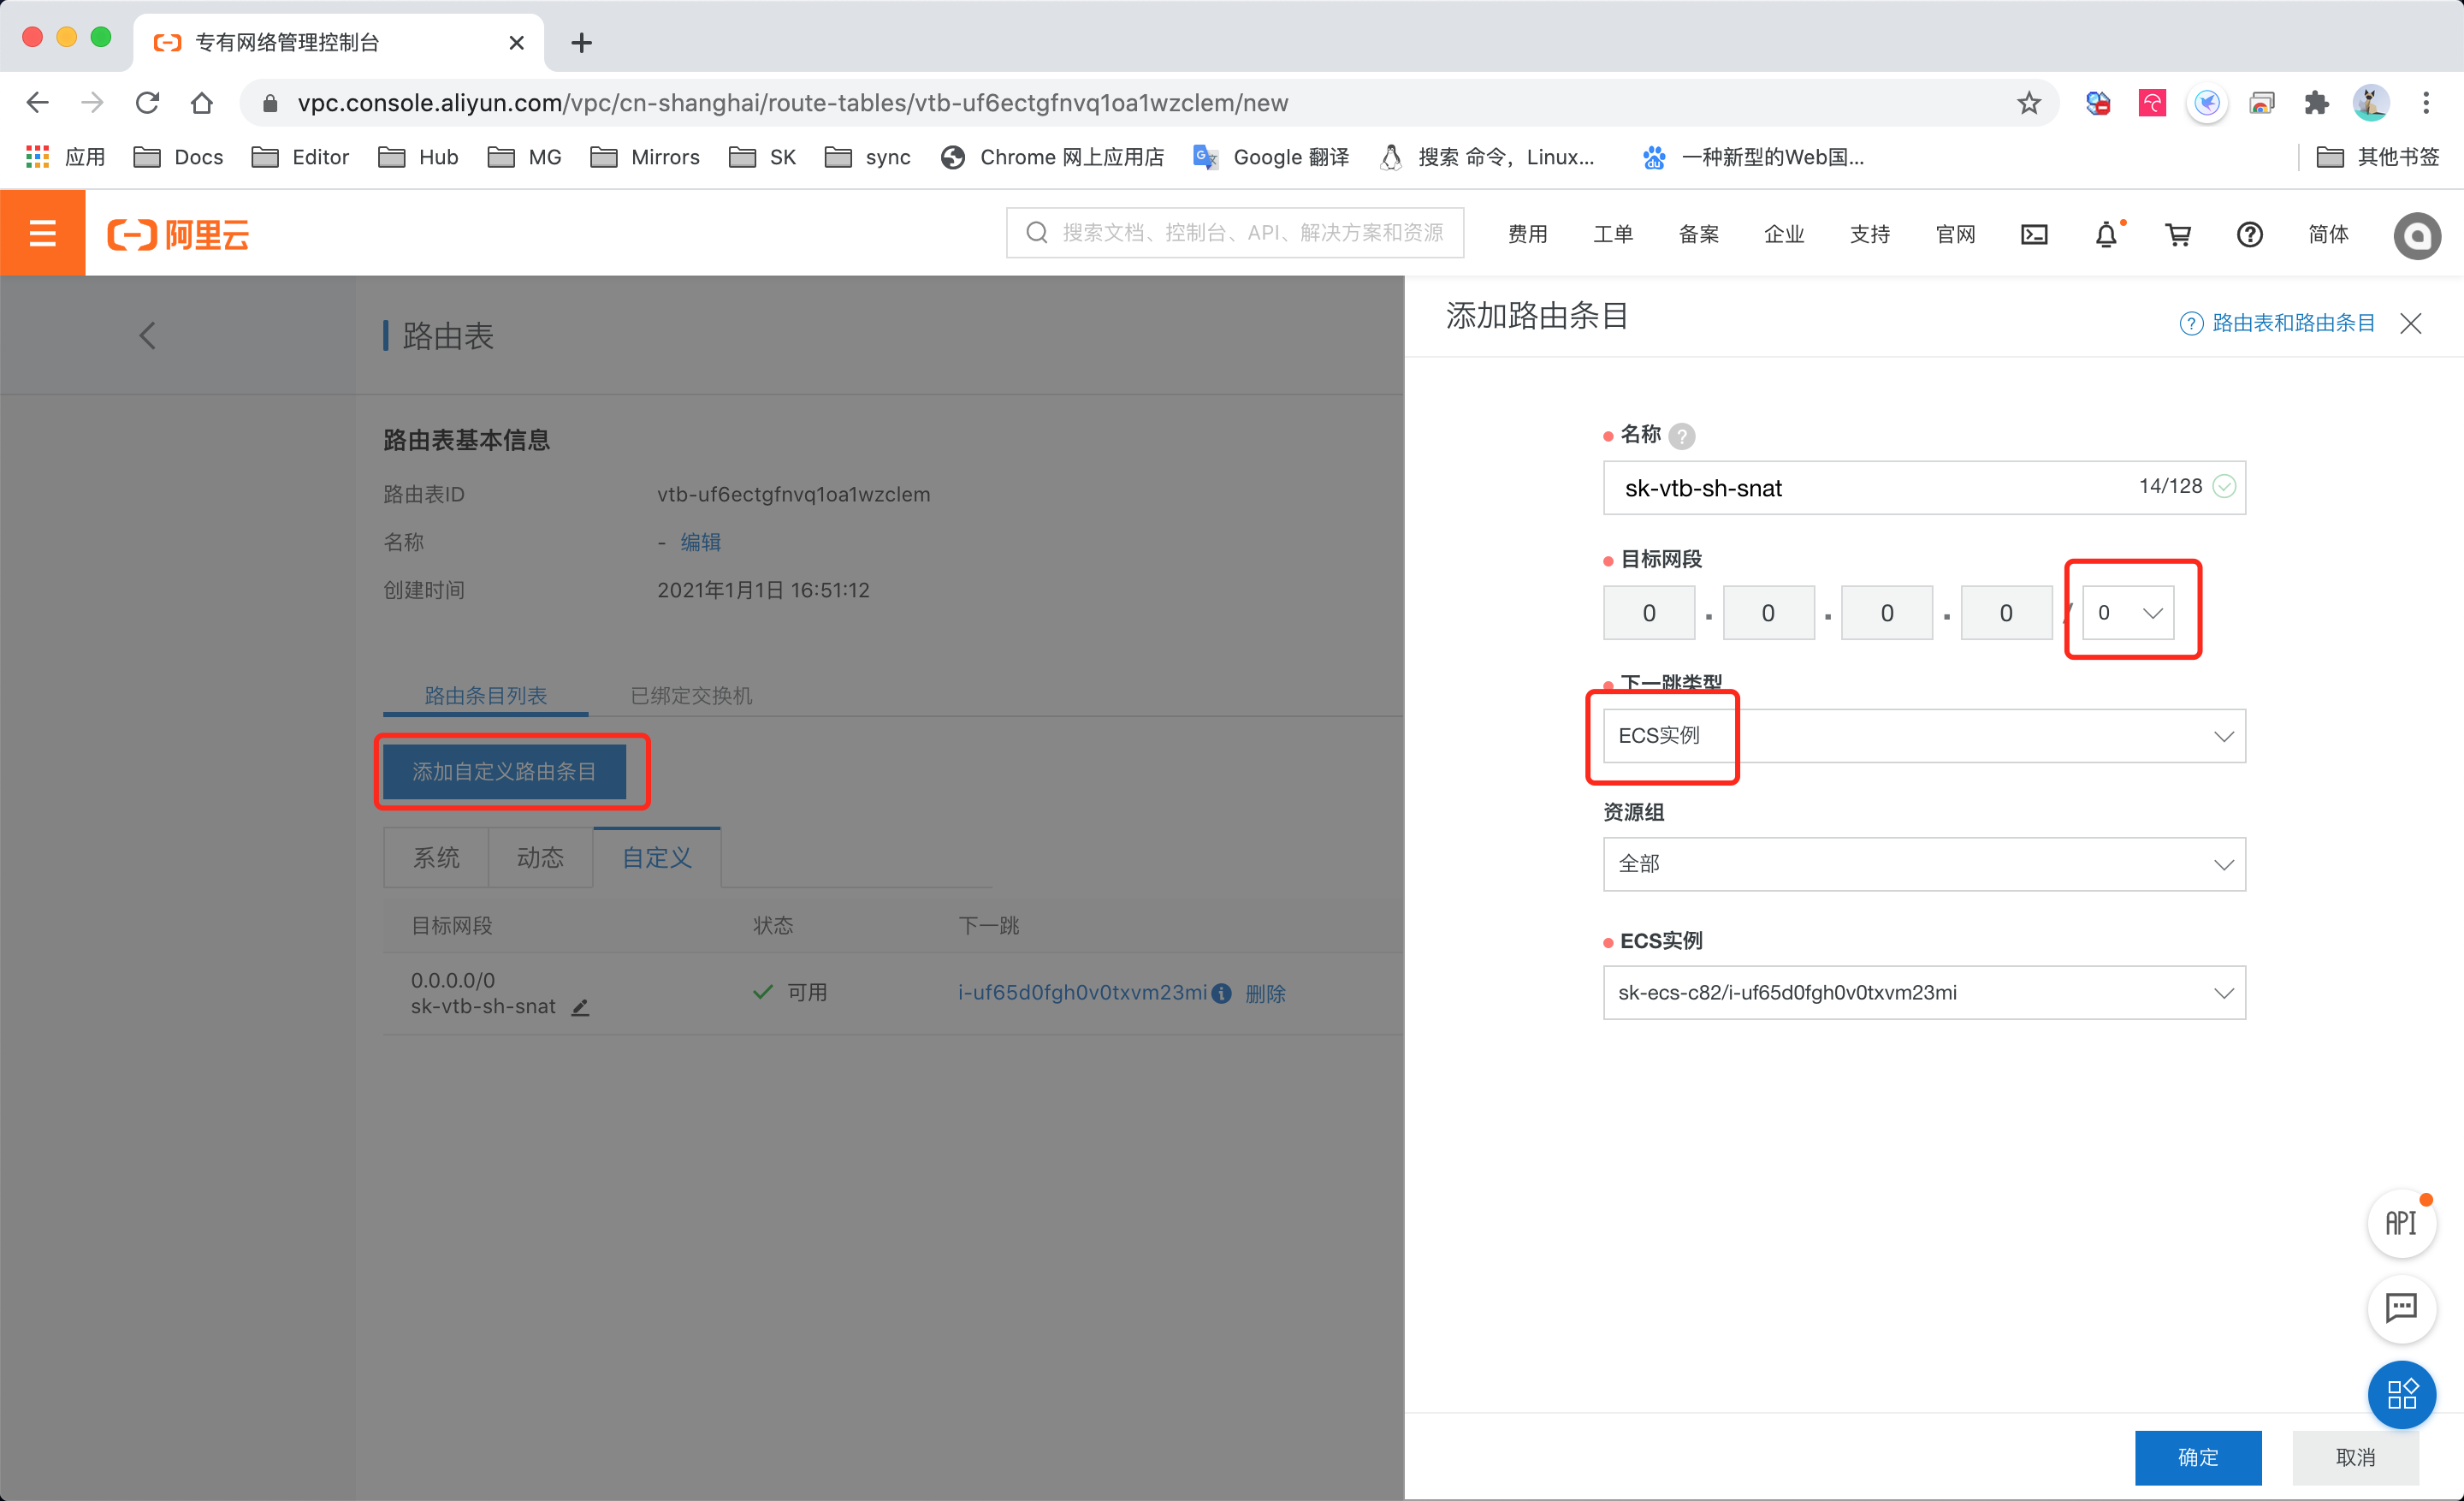 专有网络管理控制台
vpc.console.aliyun.com/vpc/cn-shanghai/route-tables/vtb-uf6ectgfnvq1oa1wzclem/new
应用 Docs Editor Hub MG Mirrors SK sync Chrome 网上应用店 Google 翻译 搜索 命令，Linux... 一种新型的Web国... 其他书签
阿里云 搜索文档、控制台、API、解决方案和资源 费用 工单 备案 企业 支持 官网 简体
路由表
路由表基本信息
路由表ID vtb-uf6ectgfnvq1oa1wzclem
名称 - 编辑
创建时间 2021年1月1日 16:51:12
路由条目列表 已绑定交换机
添加自定义路由条目
系统 动态 自定义
目标网段 状态 下一跳
0.0.0.0/0
sk-vtb-sh-snat
可用 i-uf65d0fgh0v0txvm23mi 删除
添加路由条目 路由表和路由条目
名称
sk-vtb-sh-snat 14/128
目标网段
0 . 0 . 0 . 0 / 0
下一跳类型
ECS实例
资源组
全部
ECS实例
sk-ecs-c82/i-uf65d0fgh0v0txvm23mi
API
确定 取消